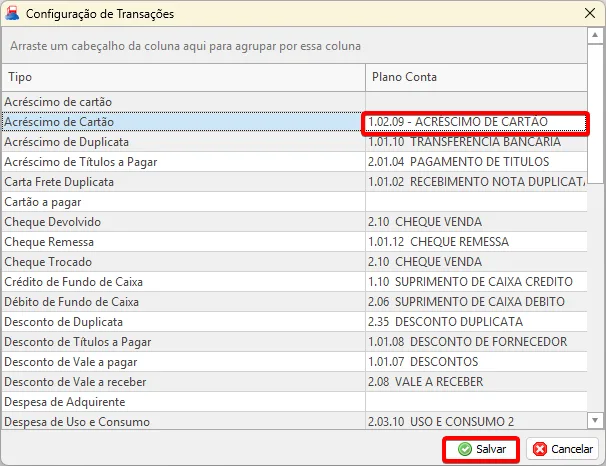 Configuração de Transações
Arraste um cabeçalho da coluna aqui para agrupar por essa coluna
Tipo Plano Conta
Acréscimo de cartão
Acréscimo de Cartão 1.02.09 - ACRÉSCIMO DE CARTÃO
Acréscimo de Duplicata 1.01.10 TRANSFERÊNCIA BANCÁRIA
Acréscimo de Títulos a Pagar 2.01.04 PAGAMENTO DE TITULOS
Carta Frete Duplicata 1.01.02 RECEBIMENTO NOTA DUPLICATA
Cartão a pagar
Cheque Devolvido 2.10 CHEQUE VENDA
Cheque Remessa 1.01.12 CHEQUE REMESSA
Cheque Trocado 2.10 CHEQUE VENDA
Crédito de Fundo de Caixa 1.10 SUPRIMENTO DE CAIXA CREDITO
Débito de Fundo de Caixa 2.06 SUPRIMENTO DE CAIXA DEBITO
Desconto de Duplicata 2.35 DESCONTO DUPLICATA
Desconto de Títulos a Pagar 1.01.08 DESCONTO DE FORNECEDOR
Desconto de Vale a pagar 1.01.07 DESCONTOS
Desconto de Vale a receber 2.08 VALE A RECEBER
Despesa de Adquirente
Despesa de Uso e Consumo 2.03.10 USO E CONSUMO 2
Salvar Cancelar